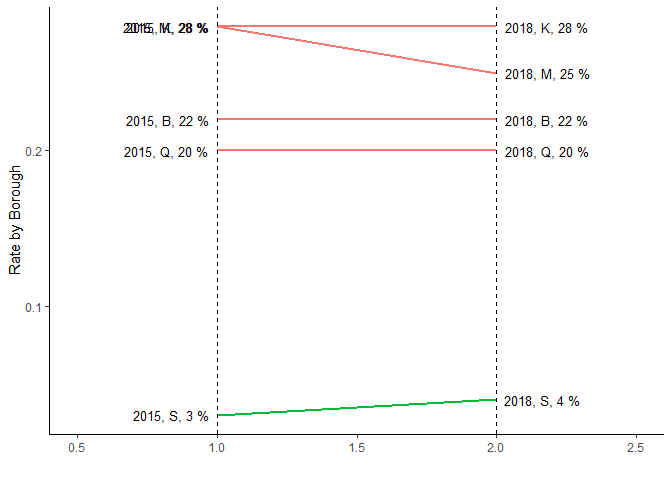 2018, K, 28 %
2018, M, 25 %
2015, B, 22 %
2018, B, 22 %
2015, Q, 20 %
2018, Q, 20 %
0.2
Rate by Borough
0.1
2018, S, 4 %
2015, S, 3 %
0.5
1.0
1.5
2.0
2.5